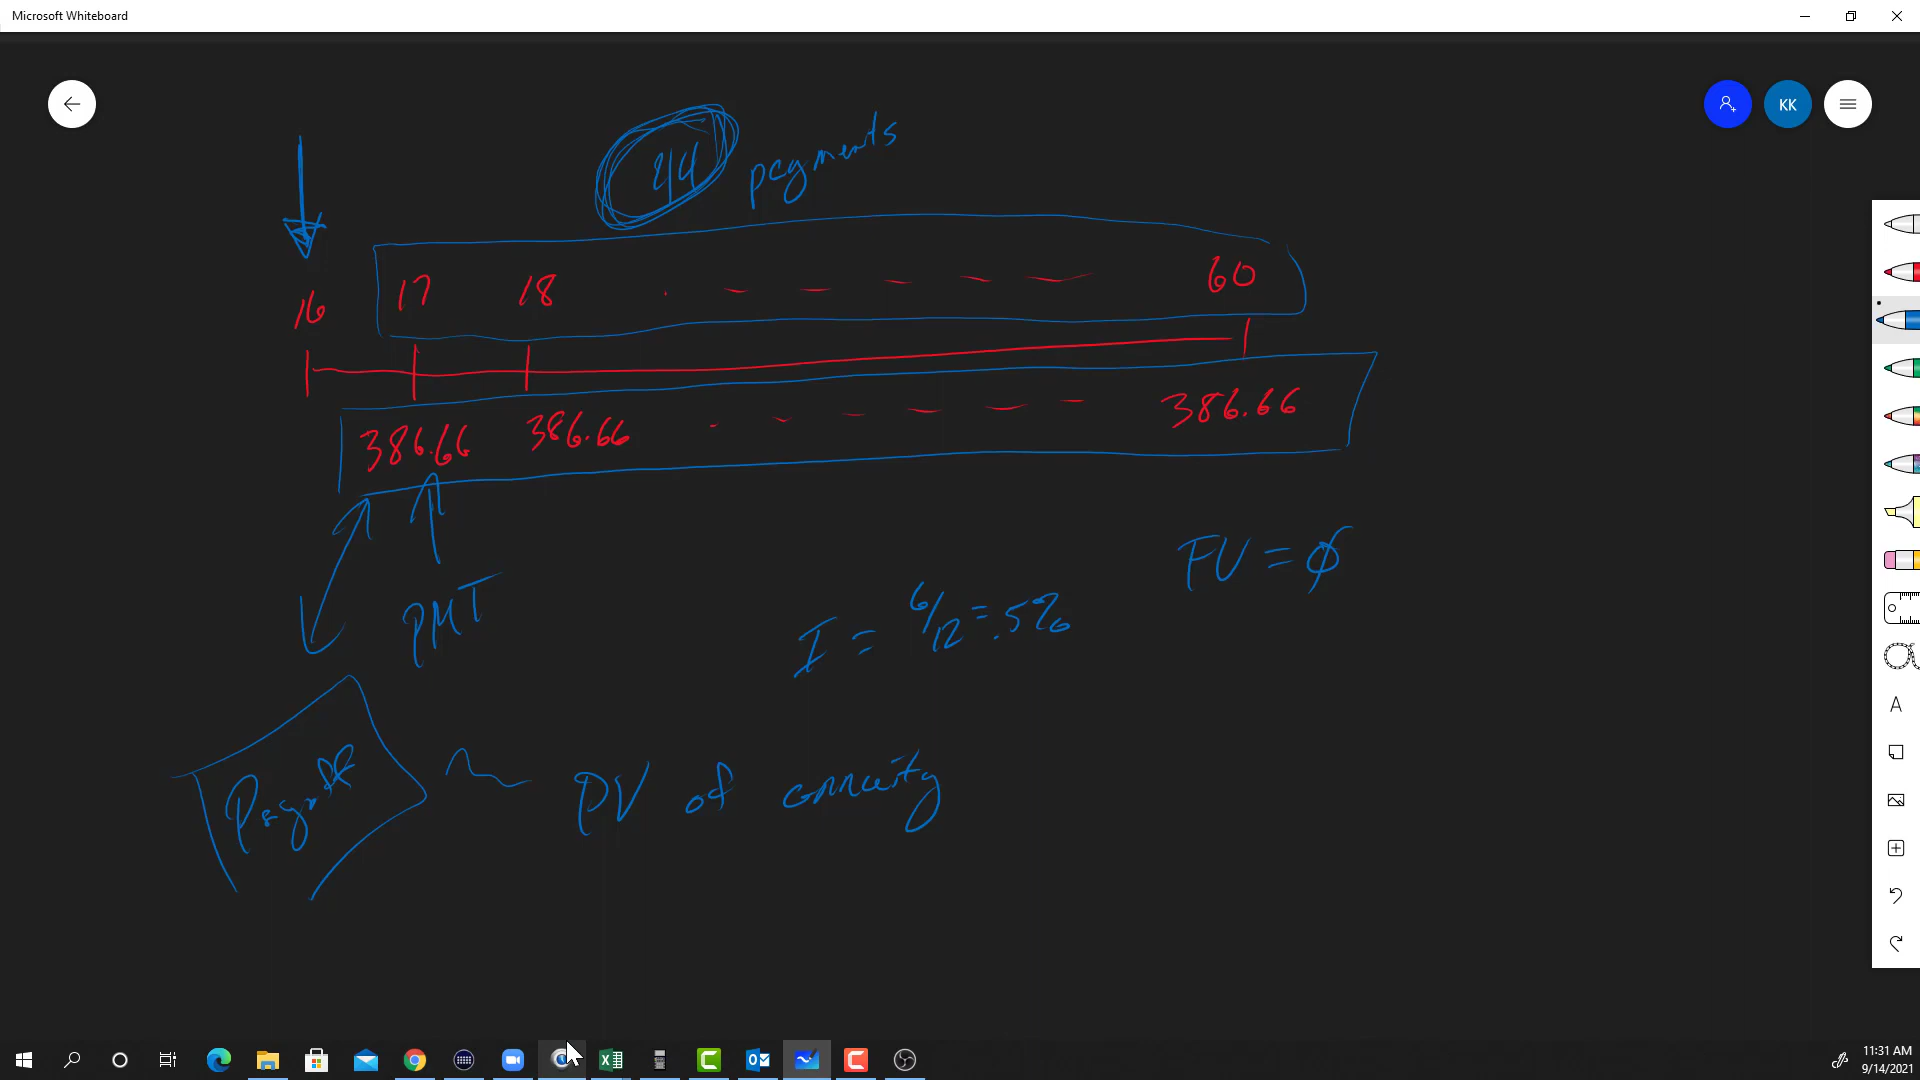 Microsoft Whiteboard
KK
44 payments
16 17 18 60
386.66 386.66 386.66
PMT
I = 6/12 = .5%
FV = ∅
Payoff
PV of annuity
A
11:31 AM
9/14/2021